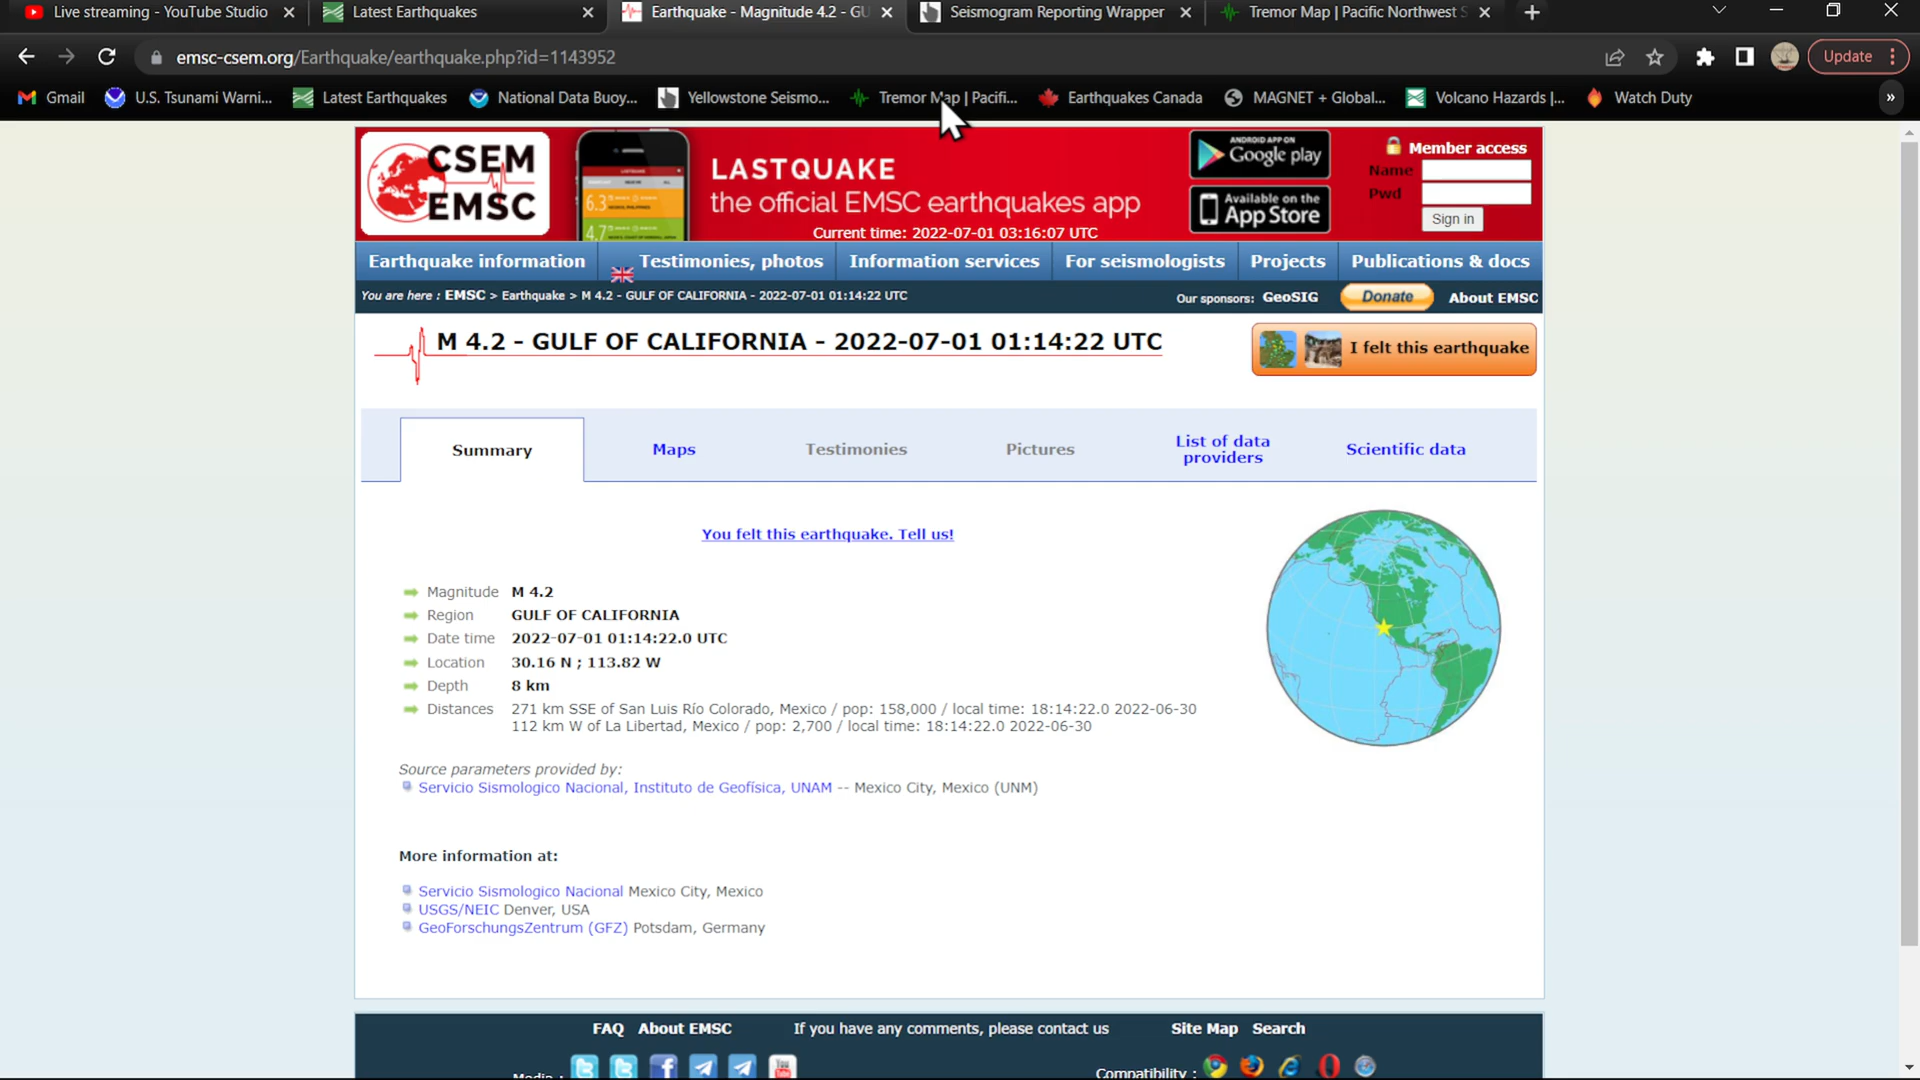 Live streaming - YouTube Studio
Latest Earthquakes
Earthquake - Magnitude 4.2 - GU
Seismogram Reporting Wrapper
Tremor Map | Pacific Northwest S
emsc-csem.org/Earthquake/earthquake.php?id=1143952
Update
Gmail
U.S. Tsunami Warni...
Latest Earthquakes
National Data Buoy...
Yellowstone Seismo...
Tremor Map | Pacifi...
Earthquakes Canada
MAGNET + Global...
Volcano Hazards |...
Watch Duty
»
CSEM
EMSC
LASTQUAKE
6.3
4.7
LASTQUAKE
the official EMSC earthquakes app
Current time: 2022-07-01 03:16:07 UTC
ANDROID APP ON
Google play
Available on the
App Store
Member access
Name
Pwd
Sign in
Earthquake information
Testimonies, photos
Information services
For seismologists
Projects
Publications & docs
You are here : EMSC > Earthquake > M 4.2 - GULF OF CALIFORNIA - 2022-07-01 01:14:22 UTC
Our sponsors: GeoSIG
Donate
About EMSC
M 4.2 - GULF OF CALIFORNIA - 2022-07-01 01:14:22 UTC
I felt this earthquake
Summary
Maps
Testimonies
Pictures
List of data
providers
Scientific data
You felt this earthquake. Tell us!
Magnitude M 4.2
Region GULF OF CALIFORNIA
Date time 2022-07-01 01:14:22.0 UTC
Location 30.16 N ; 113.82 W
Depth 8 km
Distances 271 km SSE of San Luis Río Colorado, Mexico / pop: 158,000 / local time: 18:14:22.0 2022-06-30
112 km W of La Libertad, Mexico / pop: 2,700 / local time: 18:14:22.0 2022-06-30
Source parameters provided by:
Servicio Sismologico Nacional, Instituto de Geofísica, UNAM -- Mexico City, Mexico (UNM)
More information at:
Servicio Sismologico Nacional Mexico City, Mexico
USGS/NEIC Denver, USA
GeoForschungsZentrum (GFZ) Potsdam, Germany
FAQ About EMSC
If you have any comments, please contact us
Site Map Search
Media :
Compatibility :